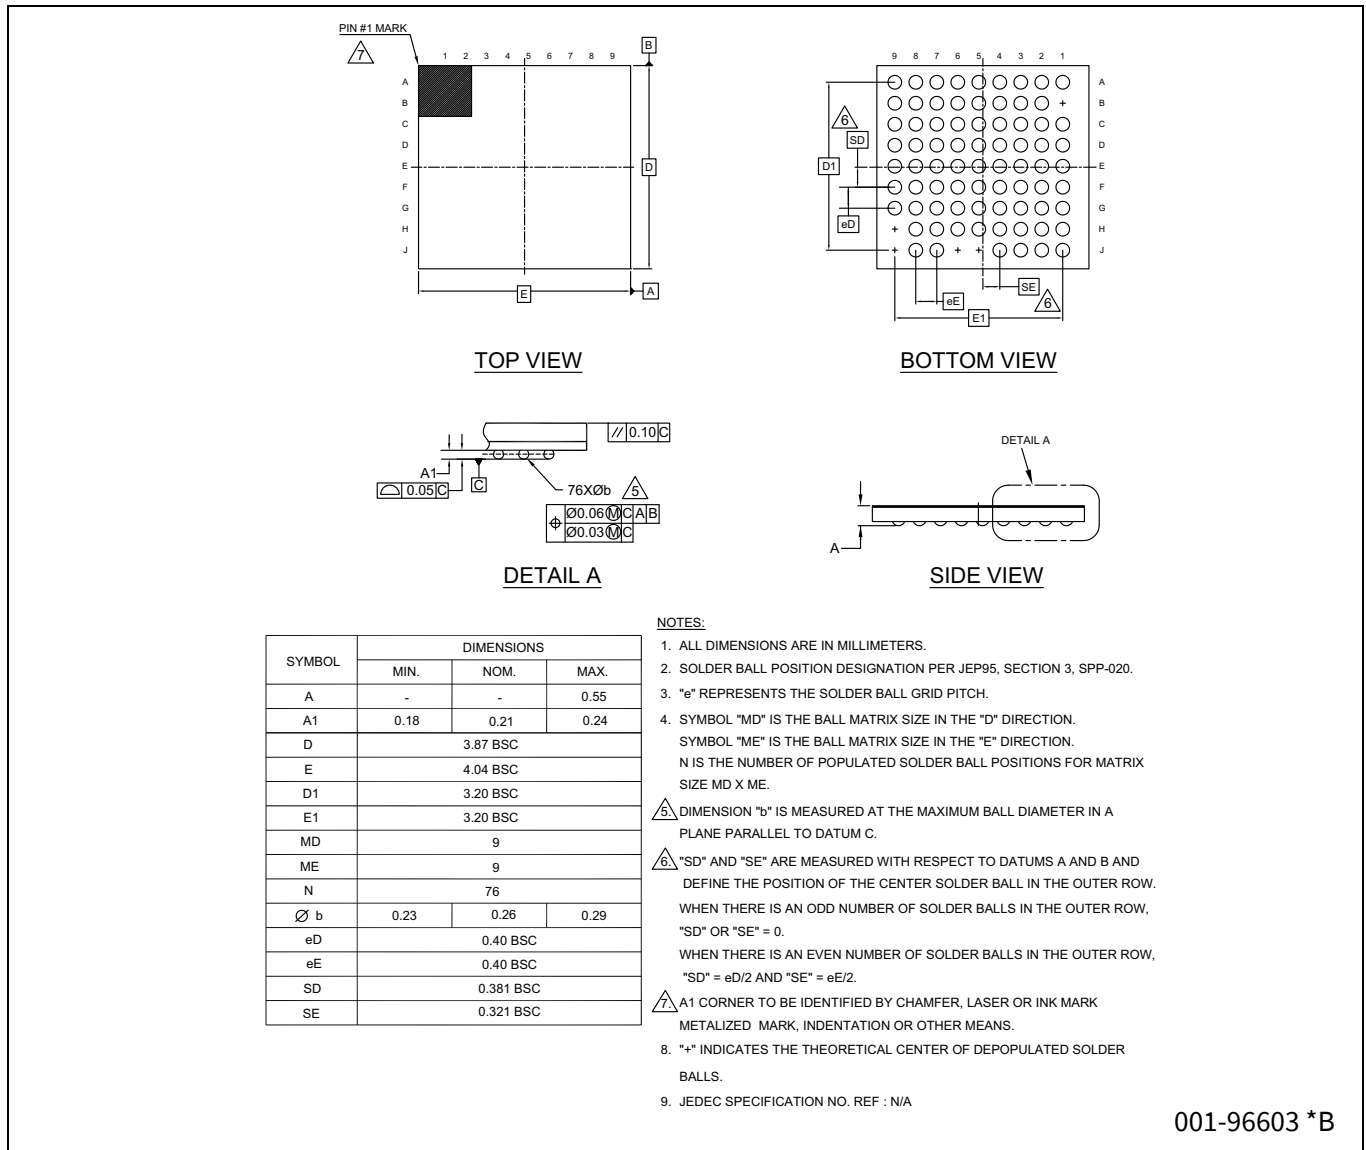 PIN #1 MARK
7
1 2 3 4 5 6 7 8 9
A
B
C
D
E
F
G
H
J
B
D
E
A
TOP VIEW
9 8 7 6 5 4 3 2 1
A
B
C
D
E
F
G
H
J
6
SD
D1
eD
SE
eE
6
E1
BOTTOM VIEW
// 0.10 C
A1
0.05 C
C
76XØb 5
Ø0.06 Ⓜ C A B
Ø0.03 Ⓜ C
DETAIL A
DETAIL A
A
SIDE VIEW
SYMBOL DIMENSIONS
MIN. NOM. MAX.
A - - 0.55
A1 0.18 0.21 0.24
D 3.87 BSC
E 4.04 BSC
D1 3.20 BSC
E1 3.20 BSC
MD 9
ME 9
N 76
Ø b 0.23 0.26 0.29
eD 0.40 BSC
eE 0.40 BSC
SD 0.381 BSC
SE 0.321 BSC
NOTES:
1. ALL DIMENSIONS ARE IN MILLIMETERS.
2. SOLDER BALL POSITION DESIGNATION PER JEP95, SECTION 3, SPP-020.
3. "e" REPRESENTS THE SOLDER BALL GRID PITCH.
4. SYMBOL "MD" IS THE BALL MATRIX SIZE IN THE "D" DIRECTION.
SYMBOL "ME" IS THE BALL MATRIX SIZE IN THE "E" DIRECTION.
N IS THE NUMBER OF POPULATED SOLDER BALL POSITIONS FOR MATRIX
SIZE MD X ME.
5. DIMENSION "b" IS MEASURED AT THE MAXIMUM BALL DIAMETER IN A
PLANE PARALLEL TO DATUM C.
6. "SD" AND "SE" ARE MEASURED WITH RESPECT TO DATUMS A AND B AND
DEFINE THE POSITION OF THE CENTER SOLDER BALL IN THE OUTER ROW.
WHEN THERE IS AN ODD NUMBER OF SOLDER BALLS IN THE OUTER ROW,
"SD" OR "SE" = 0.
WHEN THERE IS AN EVEN NUMBER OF SOLDER BALLS IN THE OUTER ROW,
"SD" = eD/2 AND "SE" = eE/2.
7. A1 CORNER TO BE IDENTIFIED BY CHAMFER, LASER OR INK MARK
METALIZED MARK, INDENTATION OR OTHER MEANS.
8. "+" INDICATES THE THEORETICAL CENTER OF DEPOPULATED SOLDER
BALLS.
9. JEDEC SPECIFICATION NO. REF : N/A
001-96603 *B